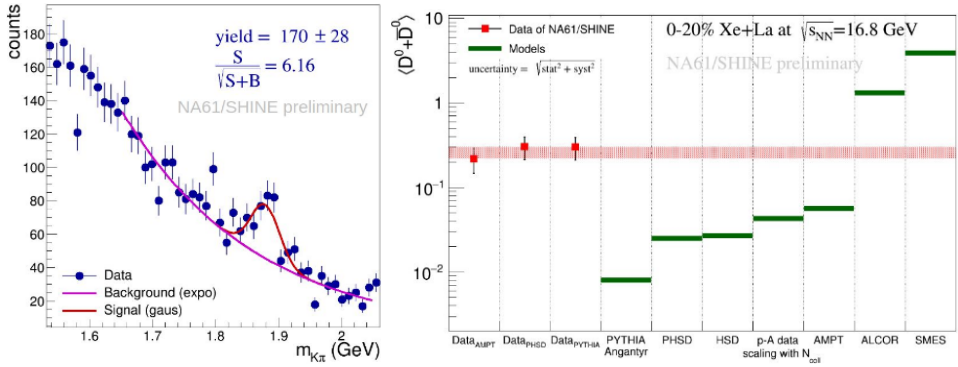 counts
180
160
140
120
100
80
60
40
20
yield = 170 ± 28
S
√S+B
=6.16
NA61/SHINE preliminary
Data
Background (expo)
Signal (gaus)
1.6
1.7
1.8
1.9
2
m_Kπ (GeV)
⟨D⁰+D̅⁰⟩
10
1
10⁻¹
10⁻²
Data of NA61/SHINE
Models
uncertainty = √stat² + syst²
0-20% Xe+La at √s_NN=16.8 GeV
NA61/SHINE preliminary
Data_AMPT
Data_PHSD
Data_PYTHIA
PYTHIA
Angantyr
PHSD
HSD
p-A data
scaling with N_coll
AMPT
ALCOR
SMES